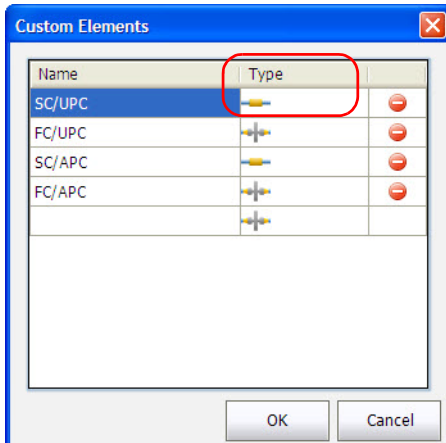 Custom Elements
Name Type
SC/UPC
FC/UPC
SC/APC
FC/APC
OK Cancel